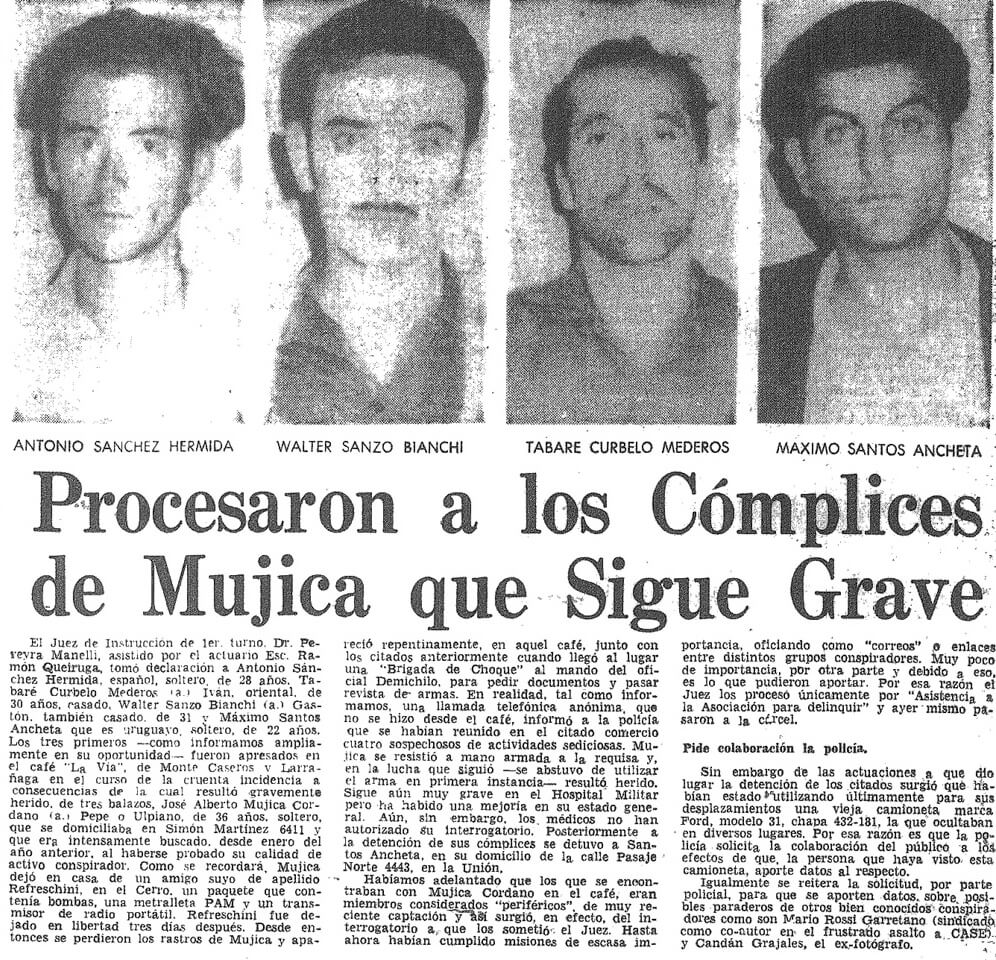 ANTONIO SANCHEZ HERMIDA
WALTER SANZO BIANCHI
TABARE CURBELO MEDEROS
MAXIMO SANTOS ANCHETA
Procesaron a los Cómplices
de Mujica que Sigue Grave
El Juez de Instrucción de 1er. turno. Dr. Pe-
reyra Manelli, asistido por el actuario Esc. Ra-
món Queiruga, tomó declaración a Antonio Sán-
chez Hermida, español, soltero, de 28 años, Ta-
baré Curbelo Mederos (a.) Iván, oriental, de
30 años, casado, Walter Sanzo Bianchi (a.) Gas-
tón, también casado, de 31 y Máximo Santos
Ancheta que es uruguayo, soltero, de 22 años.
Los tres primeros —como informamos amplia-
mente en su oportunidad— fueron apresados en
el café "La Vía", de Monte Caseros y Larra-
ñaga en el curso de la cruenta incidencia a
consecuencias de la cual resultó gravemente
herido, de tres balazos, José Alberto Mujica Cor-
dano (a.) Pepe o Ulpiano, de 36 años, soltero,
que se domiciliaba en Simón Martínez 6411 y
que era intensamente buscado, desde enero del
año anterior, al haberse probado su calidad de
activo conspirador. Como se recordará, Mujica
dejó en casa de un amigo suyo de apellido
Refreschini, en el Cerro, un paquete que con-
tenía bombas, una metralleta PAM y un trans-
misor de radio portátil. Refreschini fue de-
jado en libertad tres días después. Desde en-
tonces se perdieron los rastros de Mujica y apa-
reció repentinamente, en aquel café, junto con
los citados anteriormente cuando llegó al lugar
una "Brigada de Choque" al mando del ofi-
cial Demichilo, para pedir documentos y pasar
revista de armas. En realidad, tal como infor-
mamos, una llamada telefónica anónima, que
no se hizo desde el café, informó a la policía
que se habían reunido en el citado comercio
cuatro sospechosos de actividades sediciosas. Mu-
jica se resistió a mano armada a la requisa y,
en la lucha que siguió —se abstuvo de utilizar
el arma en primera instancia— resultó herido.
Sigue aún muy grave en el Hospital Militar
pero ha habido una mejoría en su estado gene-
ral. Aún, sin embargo, los médicos no han
autorizado su interrogatorio. Posteriormente a
la detención de sus cómplices se detuvo a San-
tos Ancheta, en su domicilio de la calle Pasaje
Norte 4443, en la Unión,
Habíamos adelantado que los que se encon-
traban con Mujica Cordano en el café, eran
miembros considerados "periféricos", de muy re-
ciente captación y así surgió, en efecto, del in-
terrogatorio a que los sometió el Juez. Hasta
ahora habían cumplido misiones de escasa im-
portancia, oficiando como "correos" o enlaces
entre distintos grupos conspiradores. Muy poco
de importancia, por otra parte y debido a eso,
es lo que pudieron aportar. Por esa razón el
Juez los procesó únicamente por "Asistencia a
la Asociación para delinquir" y ayer mismo pa-
saron a la cárcel.
Pide colaboración la policía.
Sin embargo de las actuaciones a que dio
lugar la detención de los citados surgió que ha-
bían estado utilizando últimamente para sus
desplazamientos una vieja camioneta marca
Ford, modelo 31, chapa 432-181, la que ocultaban
en diversos lugares. Por esa razón es que la po-
licía solicita la colaboración del público a los
efectos de que, la persona que haya visto esta
camioneta, aporte datos al respecto.
Igualmente se reitera la solicitud, por parte
policial, para que se aporten datos sobre posi-
bles paraderos de otros bien conocidos conspira-
dores como son Mario Rossi Garretano (sindicado
como co-autor en el frustrado asalto a CASE)
y Candán Grajales, el ex-fotógrafo.